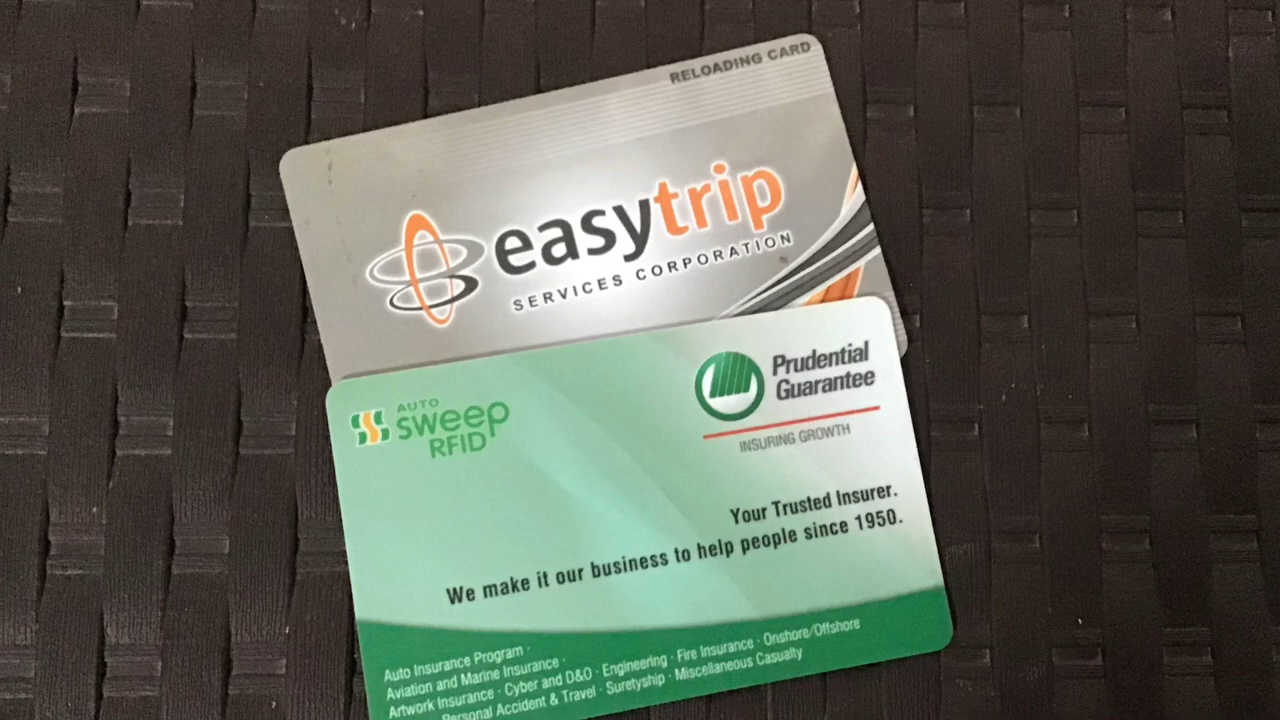 RELOADING CARD
easytrip
SERVICES CORPORATION
AUTO
sweep
RFID
Prudential
Guarantee
INSURING GROWTH
Your Trusted Insurer.
We make it our business to help people since 1950.
Auto Insurance Program ·
Aviation and Marine Insurance ·
Artwork Insurance · Cyber and D&O · Engineering · Fire Insurance · Onshore/Offshore
Personal Accident & Travel · Suretyship · Miscellaneous Casualty